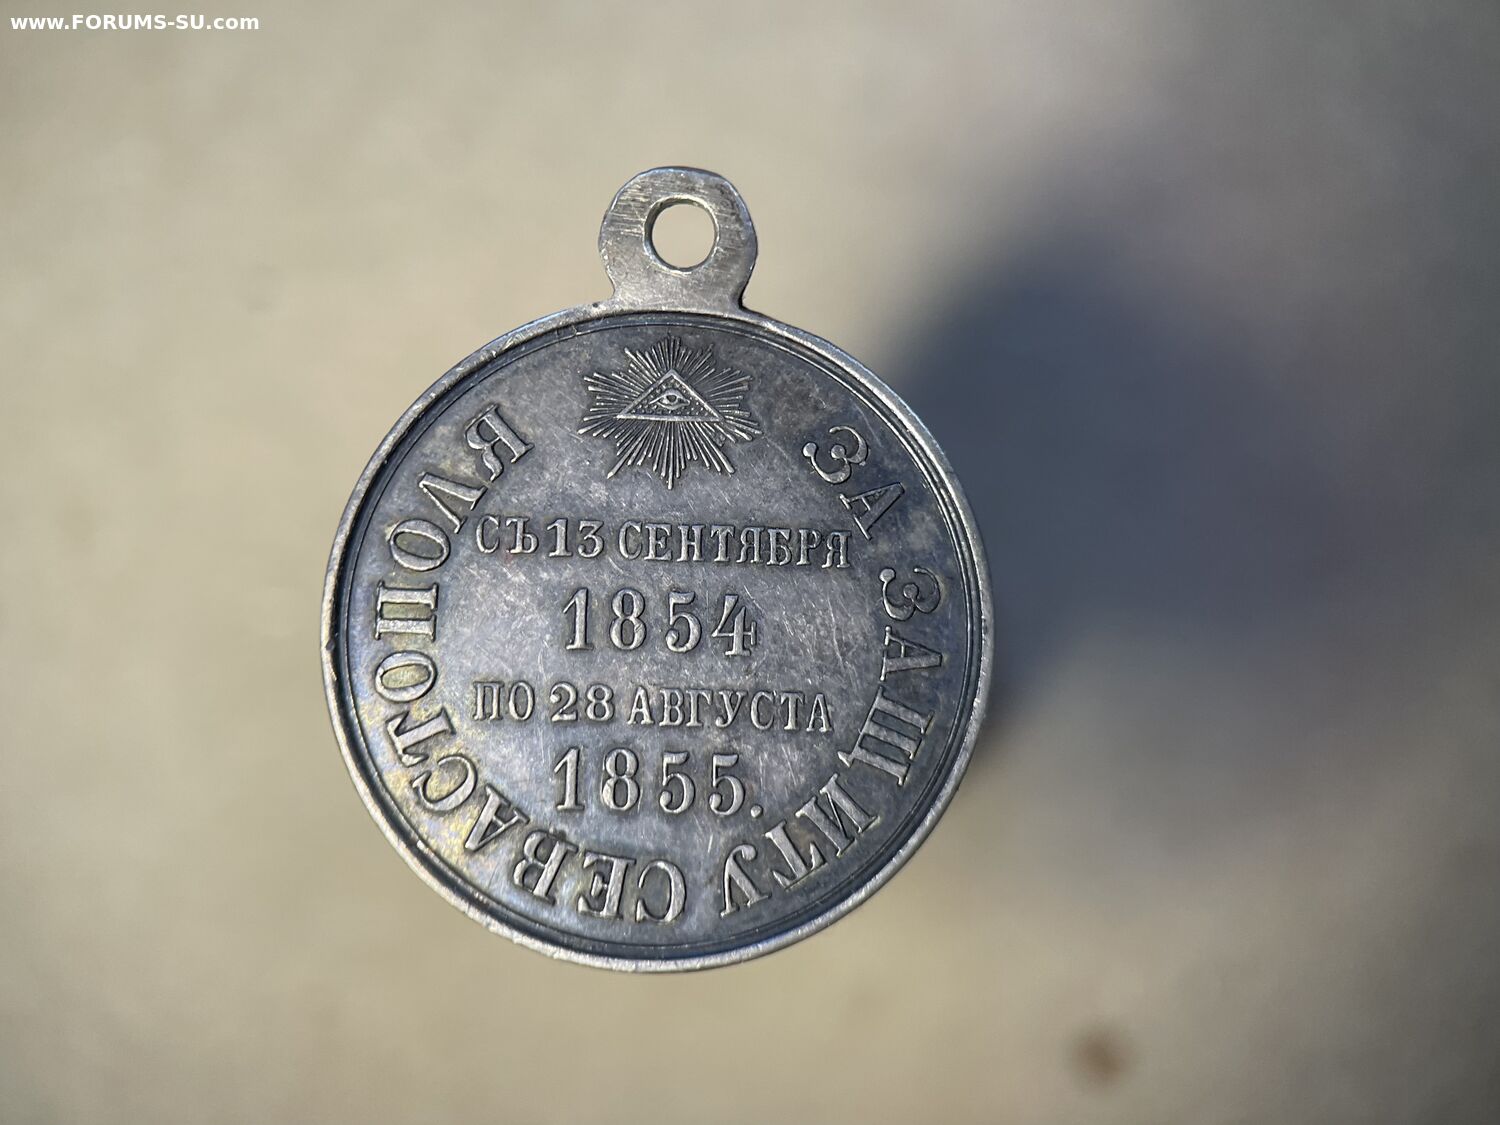 www.FORUMS-SU.com
ЗА ЗАЩИТУ СЕВАСТОПОЛЯ
СЪ 13 СЕНТЯБРЯ
1854
ПО 28 АВГУСТА
1855.